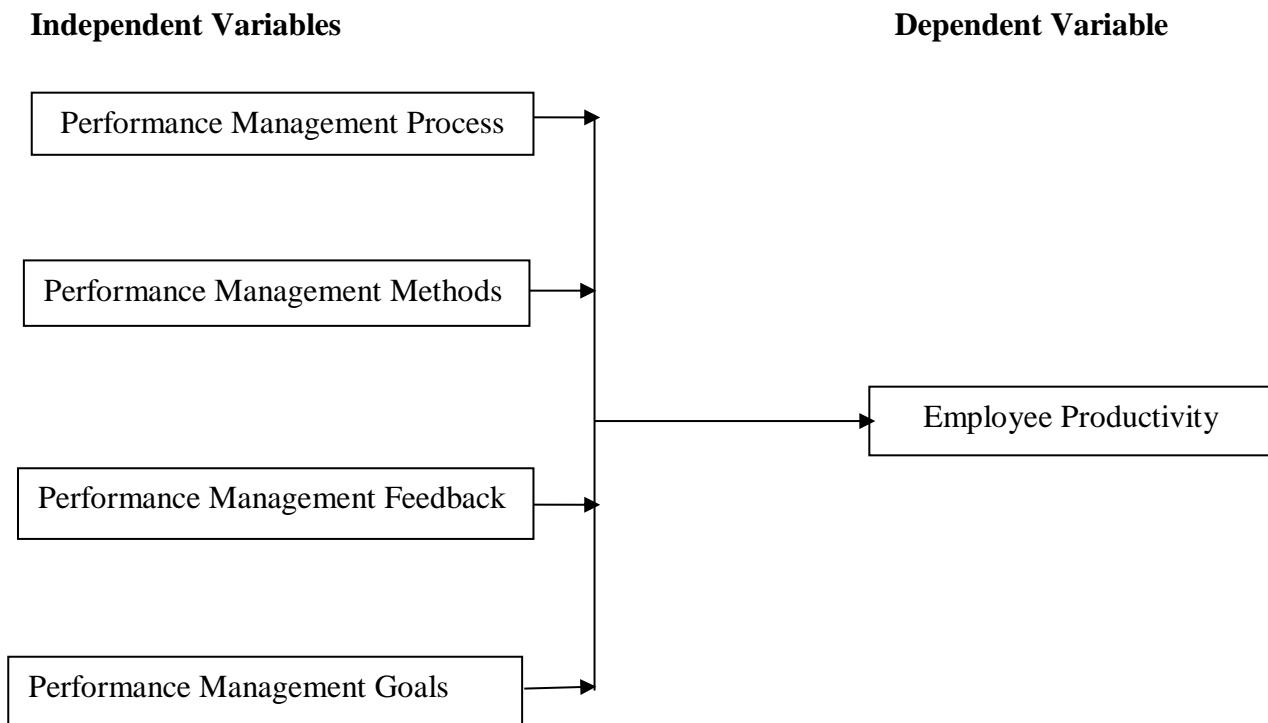 Independent Variables
Dependent Variable
Performance Management Process
Performance Management Methods
Employee Productivity
Performance Management Feedback
Performance Management Goals